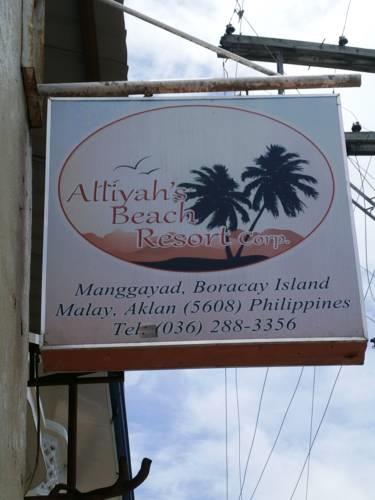 Altiyah's
Beach
Resort Corp.
Manggayad, Boracay Island
Malay, Aklan (5608) Philippines
Tel. (036) 288-3356